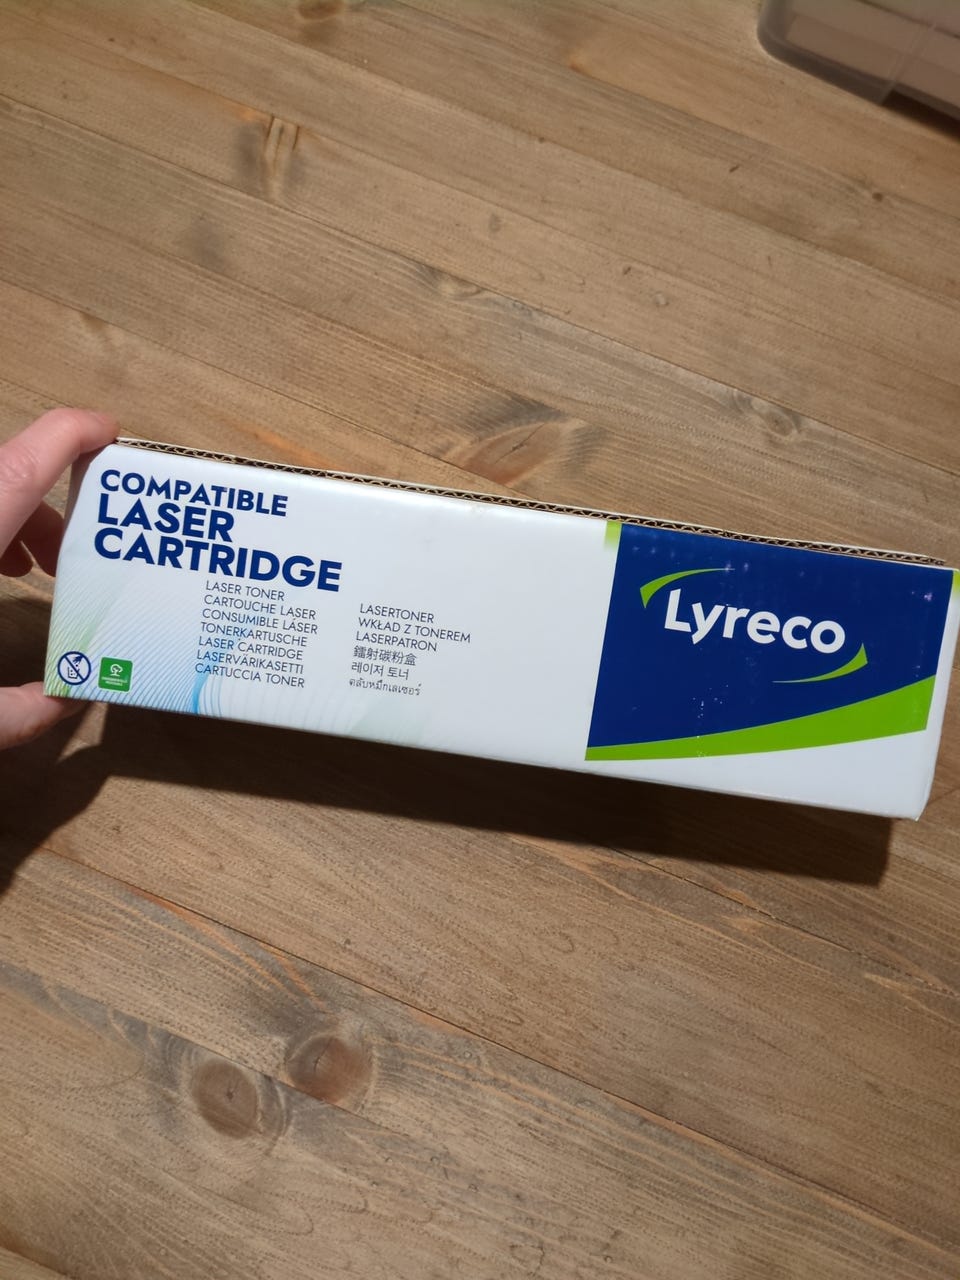 COMPATIBLE
LASER
CARTRIDGE
LASER TONER
CARTOUCHE LASER
CONSUMIBLE LÁSER
TONERKARTUSCHE
LASER CARTRIDGE
LASERVÄRIKASETTI
CARTUCCIA TONER
LASERTONER
WKŁAD Z TONEREM
LASERPATRON
鐳射碳粉盒
레이저 토너
ตลับหมึกเลเซอร์
Lyreco